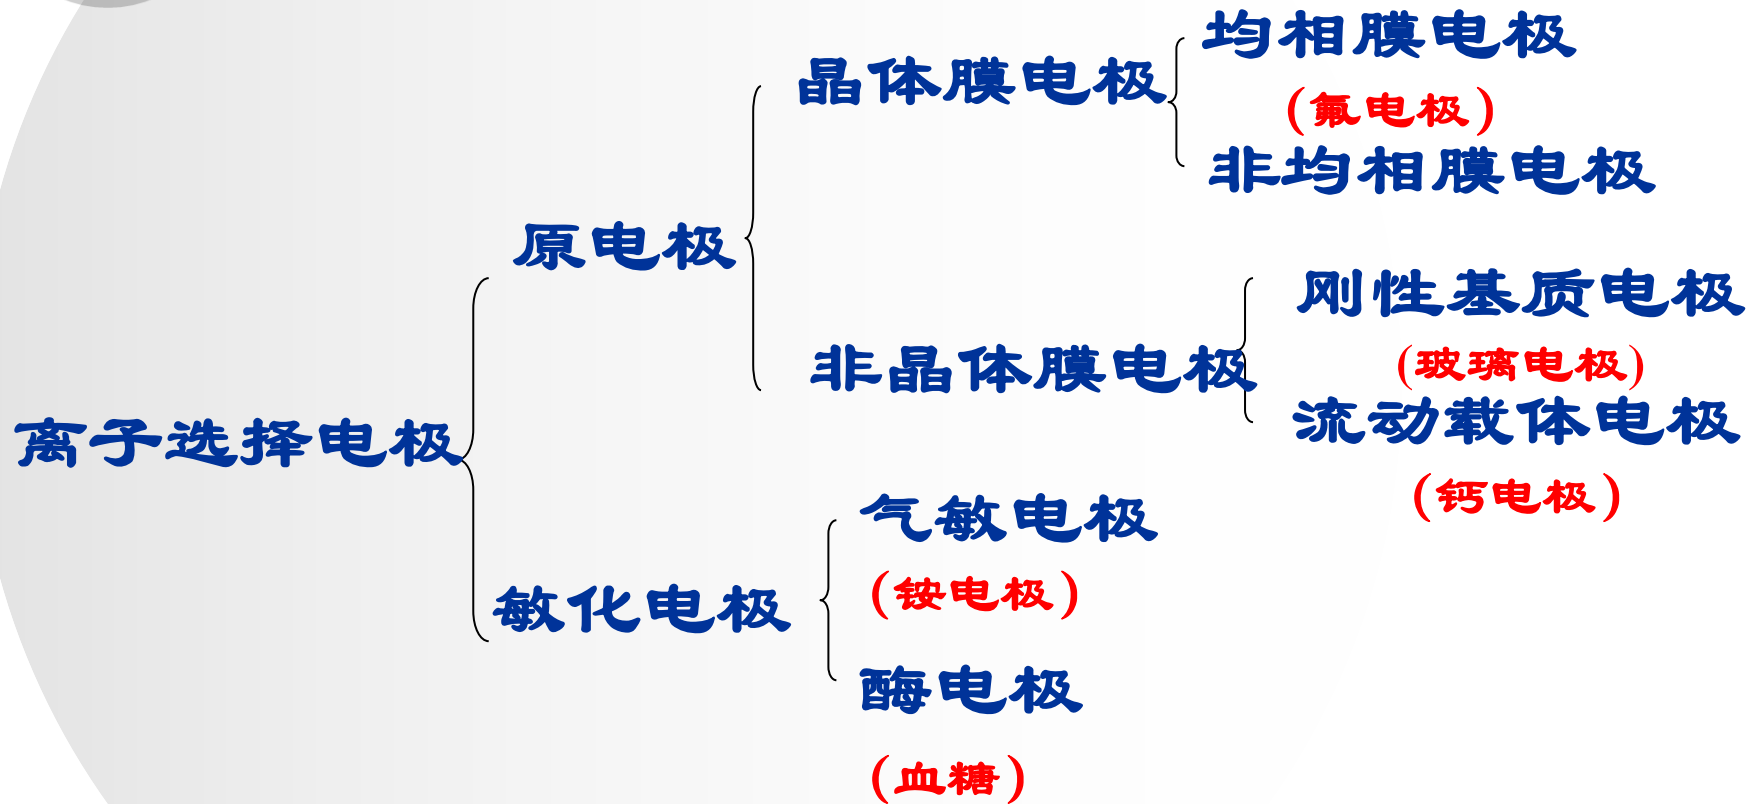 离子选择电极
原电极
晶体膜电极
均相膜电极
(氟电极)
非均相膜电极
非晶体膜电极
刚性基质电极
(玻璃电极)
流动载体电极
(钙电极)
敏化电极
气敏电极
(铵电极)
酶电极
(血糖)